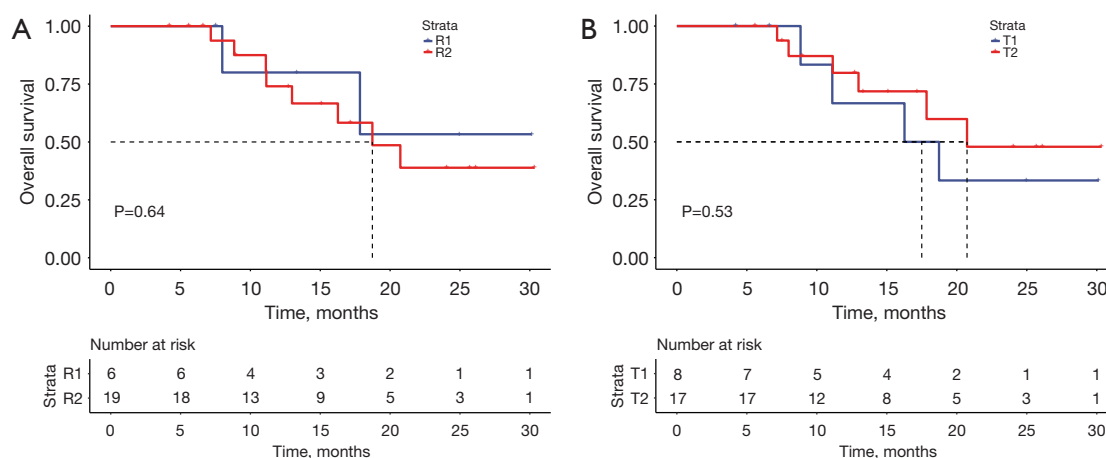 A
Strata
R1
R2
Overall survival
1.00
0.75
0.50
0.25
0.00
P=0.64
0 5 10 15 20 25 30
Time, months
Number at risk
Strata
R1 6 6 4 3 2 1 1
R2 19 18 13 9 5 3 1
0 5 10 15 20 25 30
Time, months
B
Strata
T1
T2
Overall survival
1.00
0.75
0.50
0.25
0.00
P=0.53
0 5 10 15 20 25 30
Time, months
Number at risk
Strata
T1 8 7 5 4 2 1 1
T2 17 17 12 8 5 3 1
0 5 10 15 20 25 30
Time, months